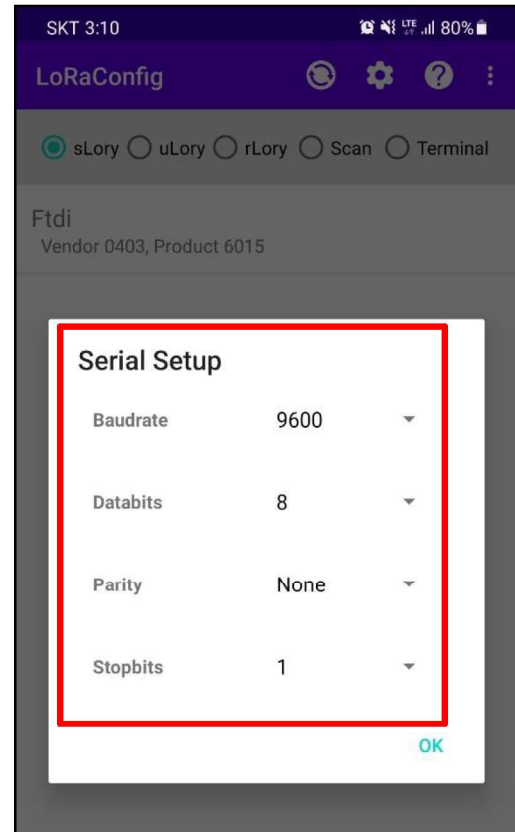 SKT 3:10 LTE 80%
LoRaConfig
sLory uLory rLory Scan Terminal
Ftdi
Vendor 0403, Product 6015
Serial Setup
Baudrate 9600
Databits 8
Parity None
Stopbits 1
OK